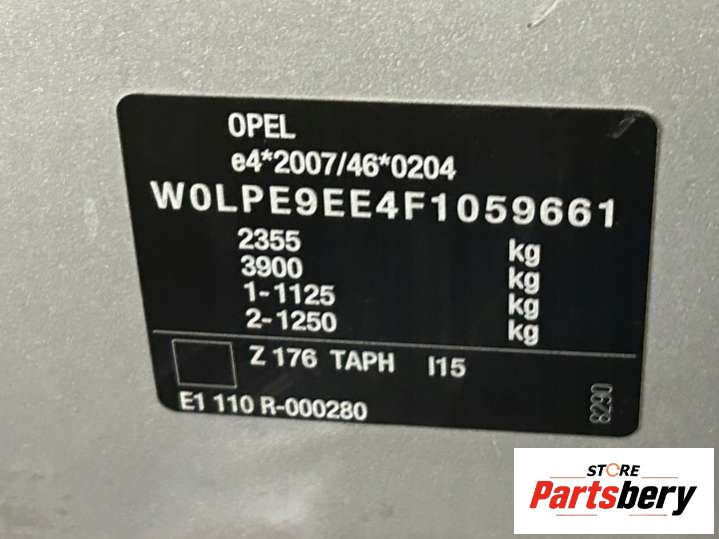 OPEL
e4*2007/46*0204
W0LPE9EE4F1059661
2355 kg
3900 kg
1-1125 kg
2-1250 kg
Z 176 TAPH I15
E1 110 R-000280
8290
STORE
Partsbery